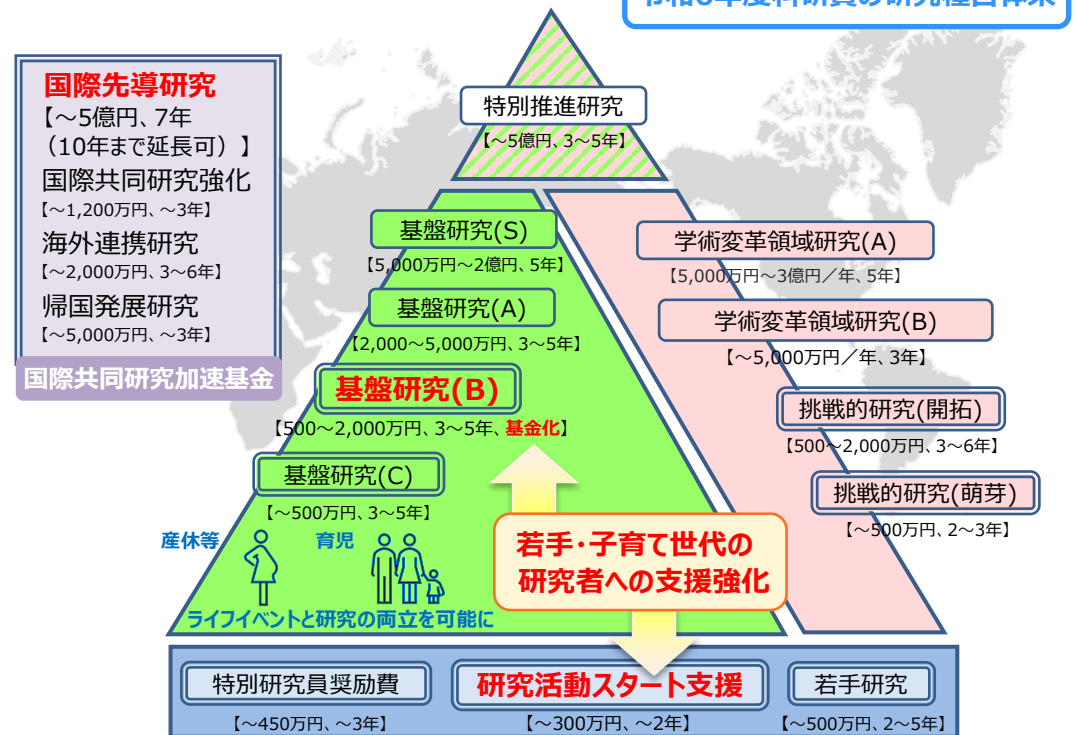 国際先導研究
【～5億円、7年
（10年まで延長可）】
国際共同研究強化
【～1,200万円、～3年】
海外連携研究
【～2,000万円、3～6年】
帰国発展研究
【～5,000万円、～3年】
国際共同研究加速基金
特別推進研究
【～5億円、3～5年】
基盤研究(S)
【5,000万円～2億円、5年】
基盤研究(A)
【2,000～5,000万円、3～5年】
基盤研究(B)
【500～2,000万円、3～5年、基金化】
基盤研究(C)
【～500万円、3～5年】
学術変革領域研究(A)
【5,000万円～3億円／年、5年】
学術変革領域研究(B)
【～5,000万円／年、3年】
挑戦的研究(開拓)
【500～2,000万円、3～6年】
挑戦的研究(萌芽)
【～500万円、2～3年】
産休等
育児
ライフイベントと研究の両立を可能に
若手・子育て世代の
研究者への支援強化
特別研究員奨励費
【～450万円、～3年】
研究活動スタート支援
【～300万円、～2年】
若手研究
【～500万円、2～5年】